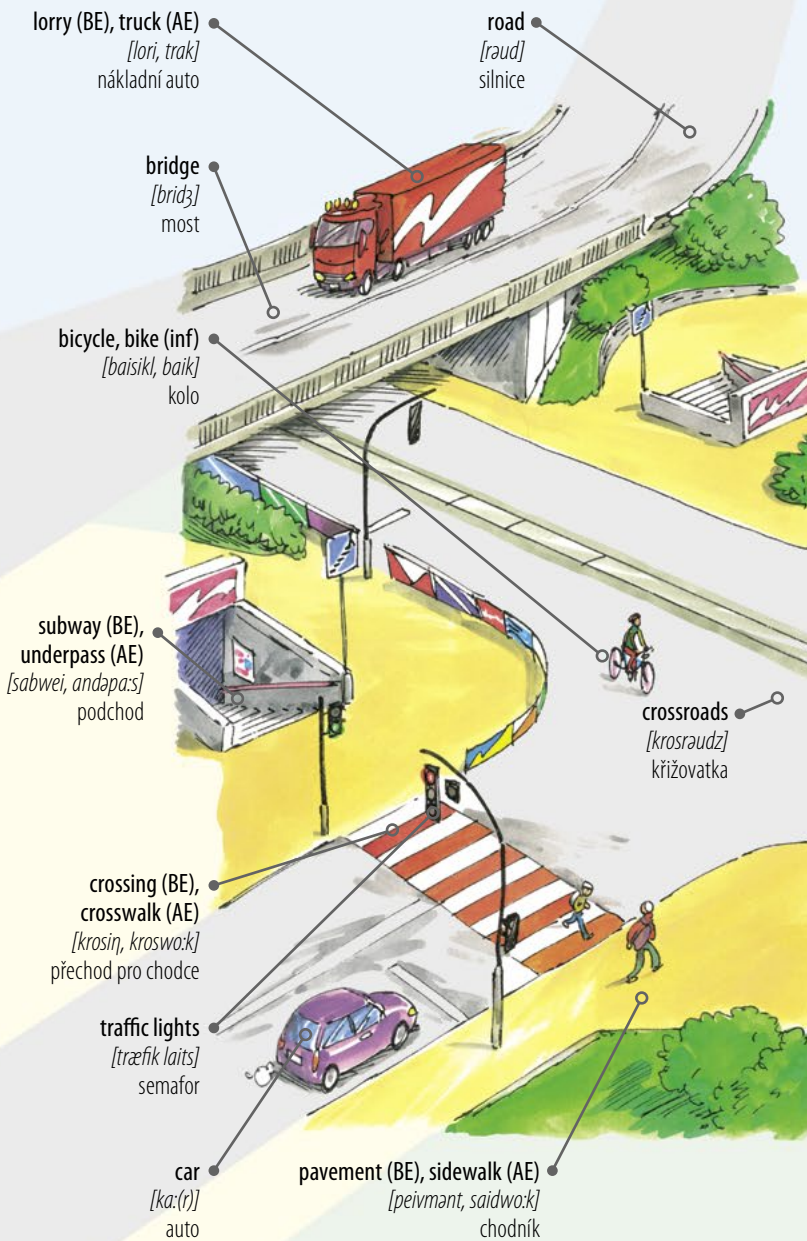 lorry (BE), truck (AE)
[lori, trak]
nákladní auto
road
[rəud]
silnice
bridge
[bridʒ]
most
bicycle, bike (inf)
[baisikl, baik]
kolo
subway (BE),
underpass (AE)
[sabwei, andəpa:s]
podchod
crossroads
[krosrəudz]
křižovatka
crossing (BE),
crosswalk (AE)
[krosiŋ, kroswo:k]
přechod pro chodce
traffic lights
[træfik laits]
semafor
car
[ka:(r)]
auto
pavement (BE), sidewalk (AE)
[peivmənt, saidwo:k]
chodník